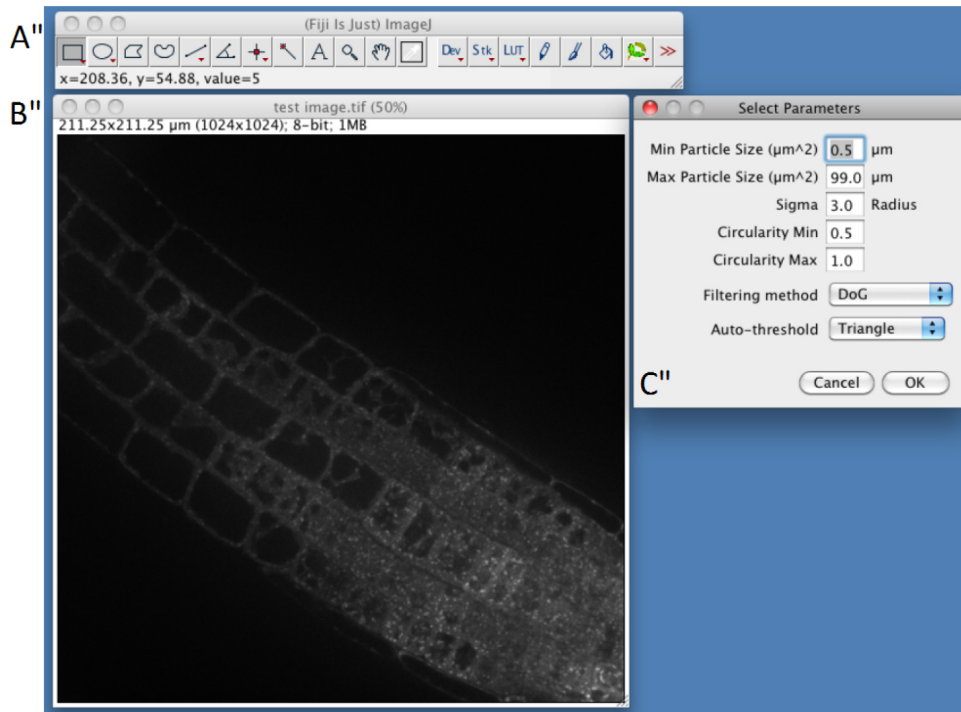 A"
(Fiji Is Just) ImageJ
A Dev Stk LUT >>
x=208.36, y=54.88, value=5
B"
test image.tif (50%)
211.25x211.25 µm (1024x1024); 8-bit; 1MB
Select Parameters
Min Particle Size (µm^2) 0.5 µm
Max Particle Size (µm^2) 99.0 µm
Sigma 3.0 Radius
Circularity Min 0.5
Circularity Max 1.0
Filtering method DoG
Auto-threshold Triangle
C"
Cancel OK